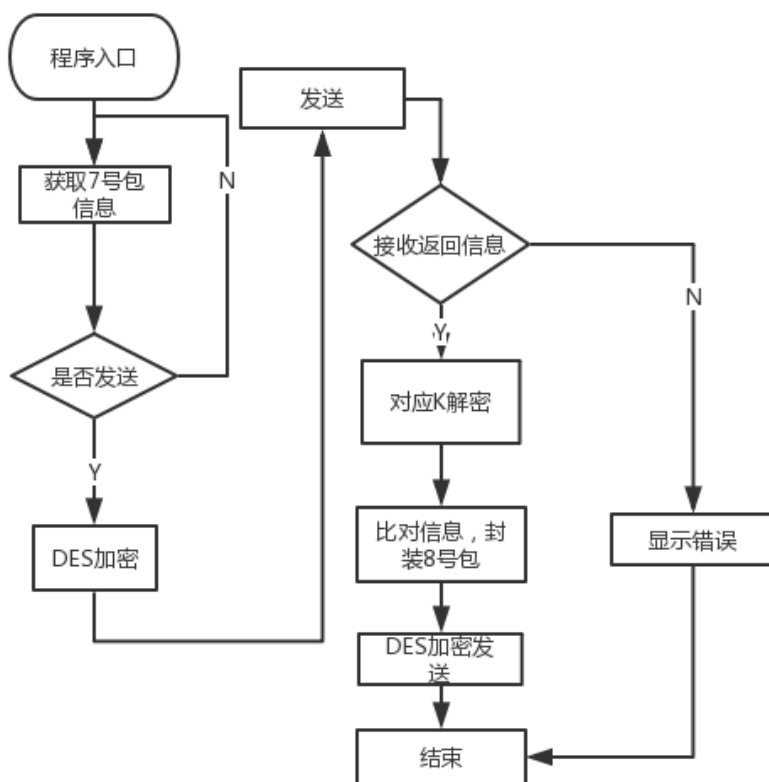 程序入口
获取7号包
信息
N
是否发送
Y
DES加密
发送
接收返回信息
N
Y
对应K解密
比对信息，封
装8号包
显示错误
DES加密发
送
结束